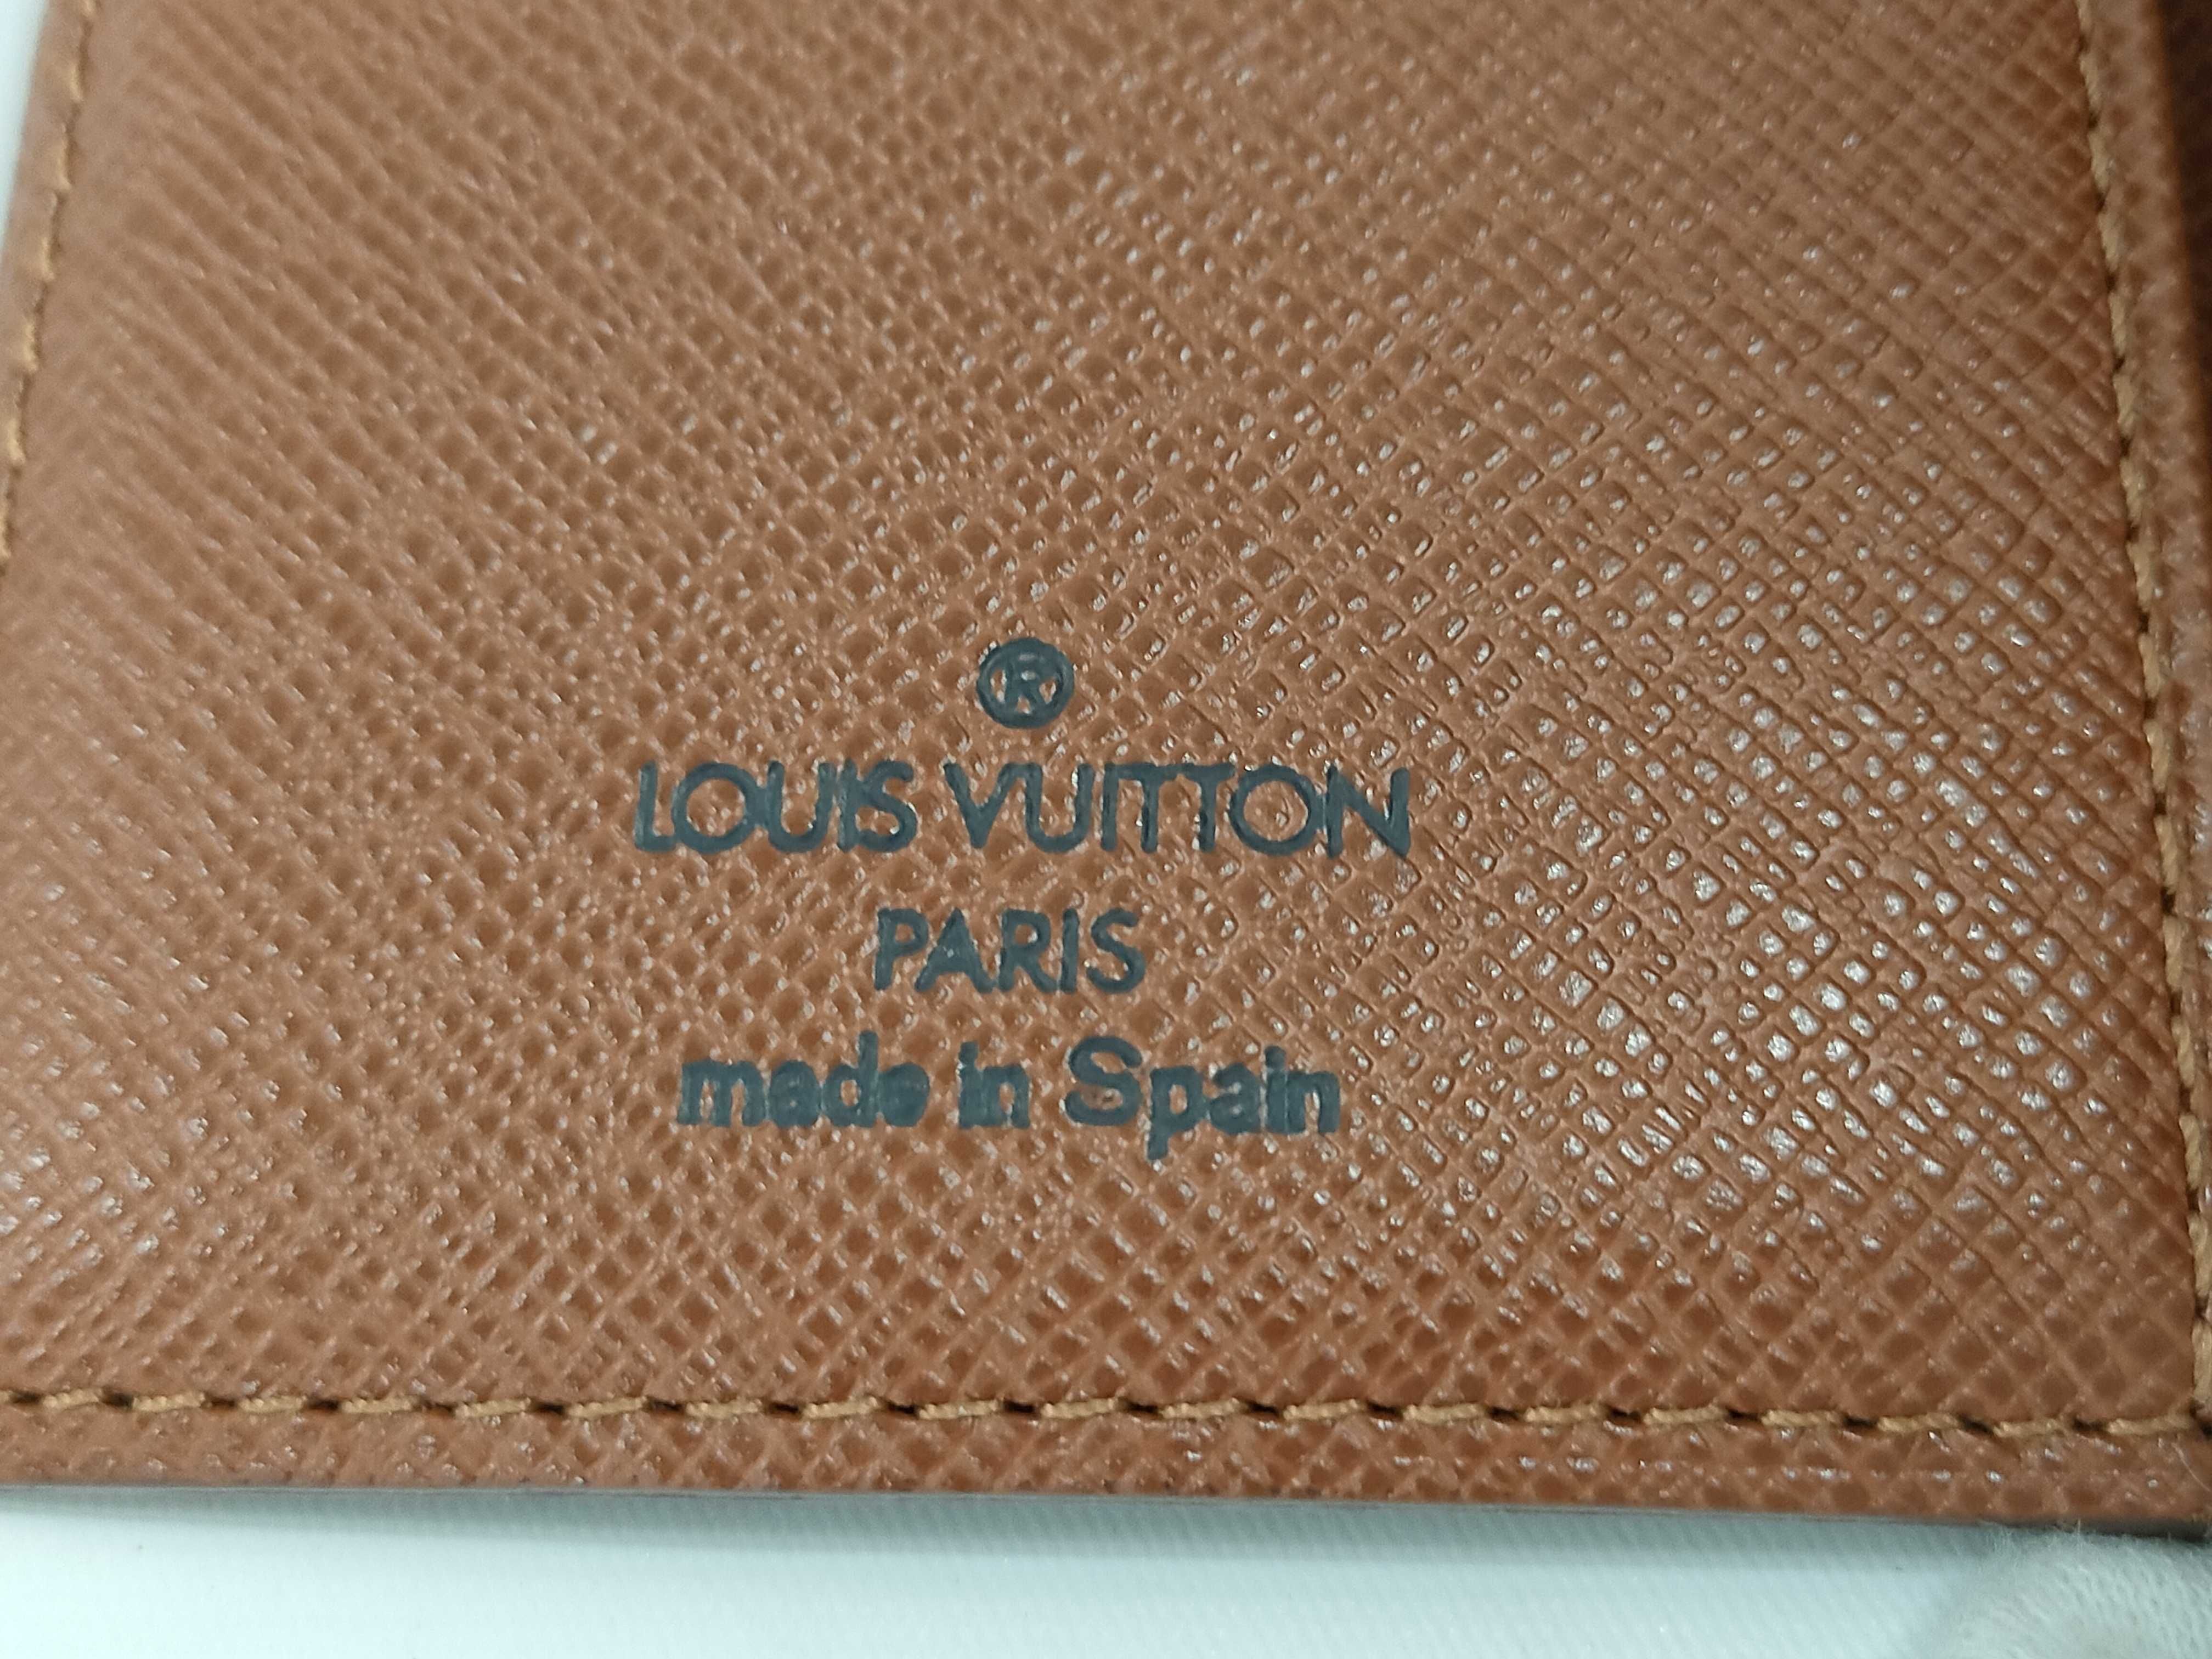 ®
LOUIS VUITTON
PARIS
made in Spain